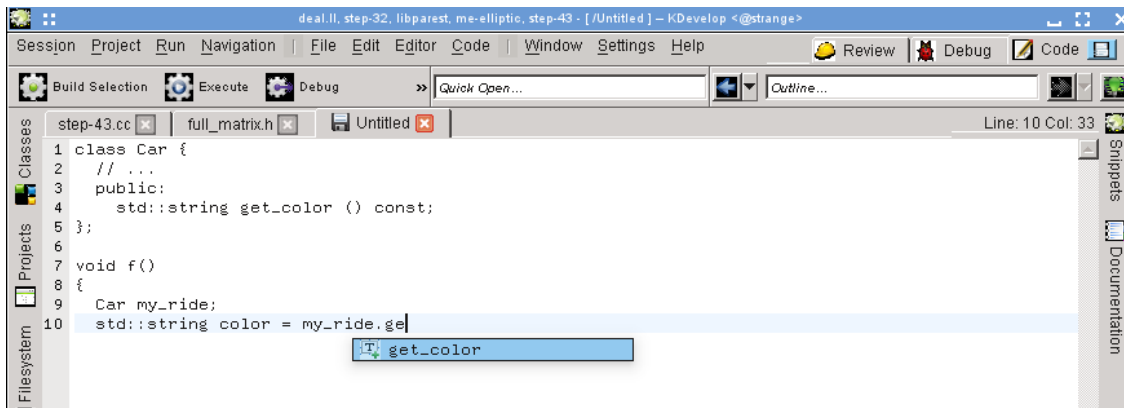 deal.II, step-32, libparest, me-elliptic, step-43 - [ /Untitled ] – KDevelop <@strange>
Session Project Run Navigation | File Edit Editor Code | Window Settings Help Review Debug Code
Build Selection Execute Debug » Quick Open... Outline...
step-43.cc full_matrix.h Untitled Line: 10 Col: 33
Classes
Projects
Filesystem
1 class Car {
2   // ...
3   public:
4     std::string get_color () const;
5 };
6
7 void f()
8 {
9   Car my_ride;
10   std::string color = my_ride.ge
get_color
Snippets
Documentation